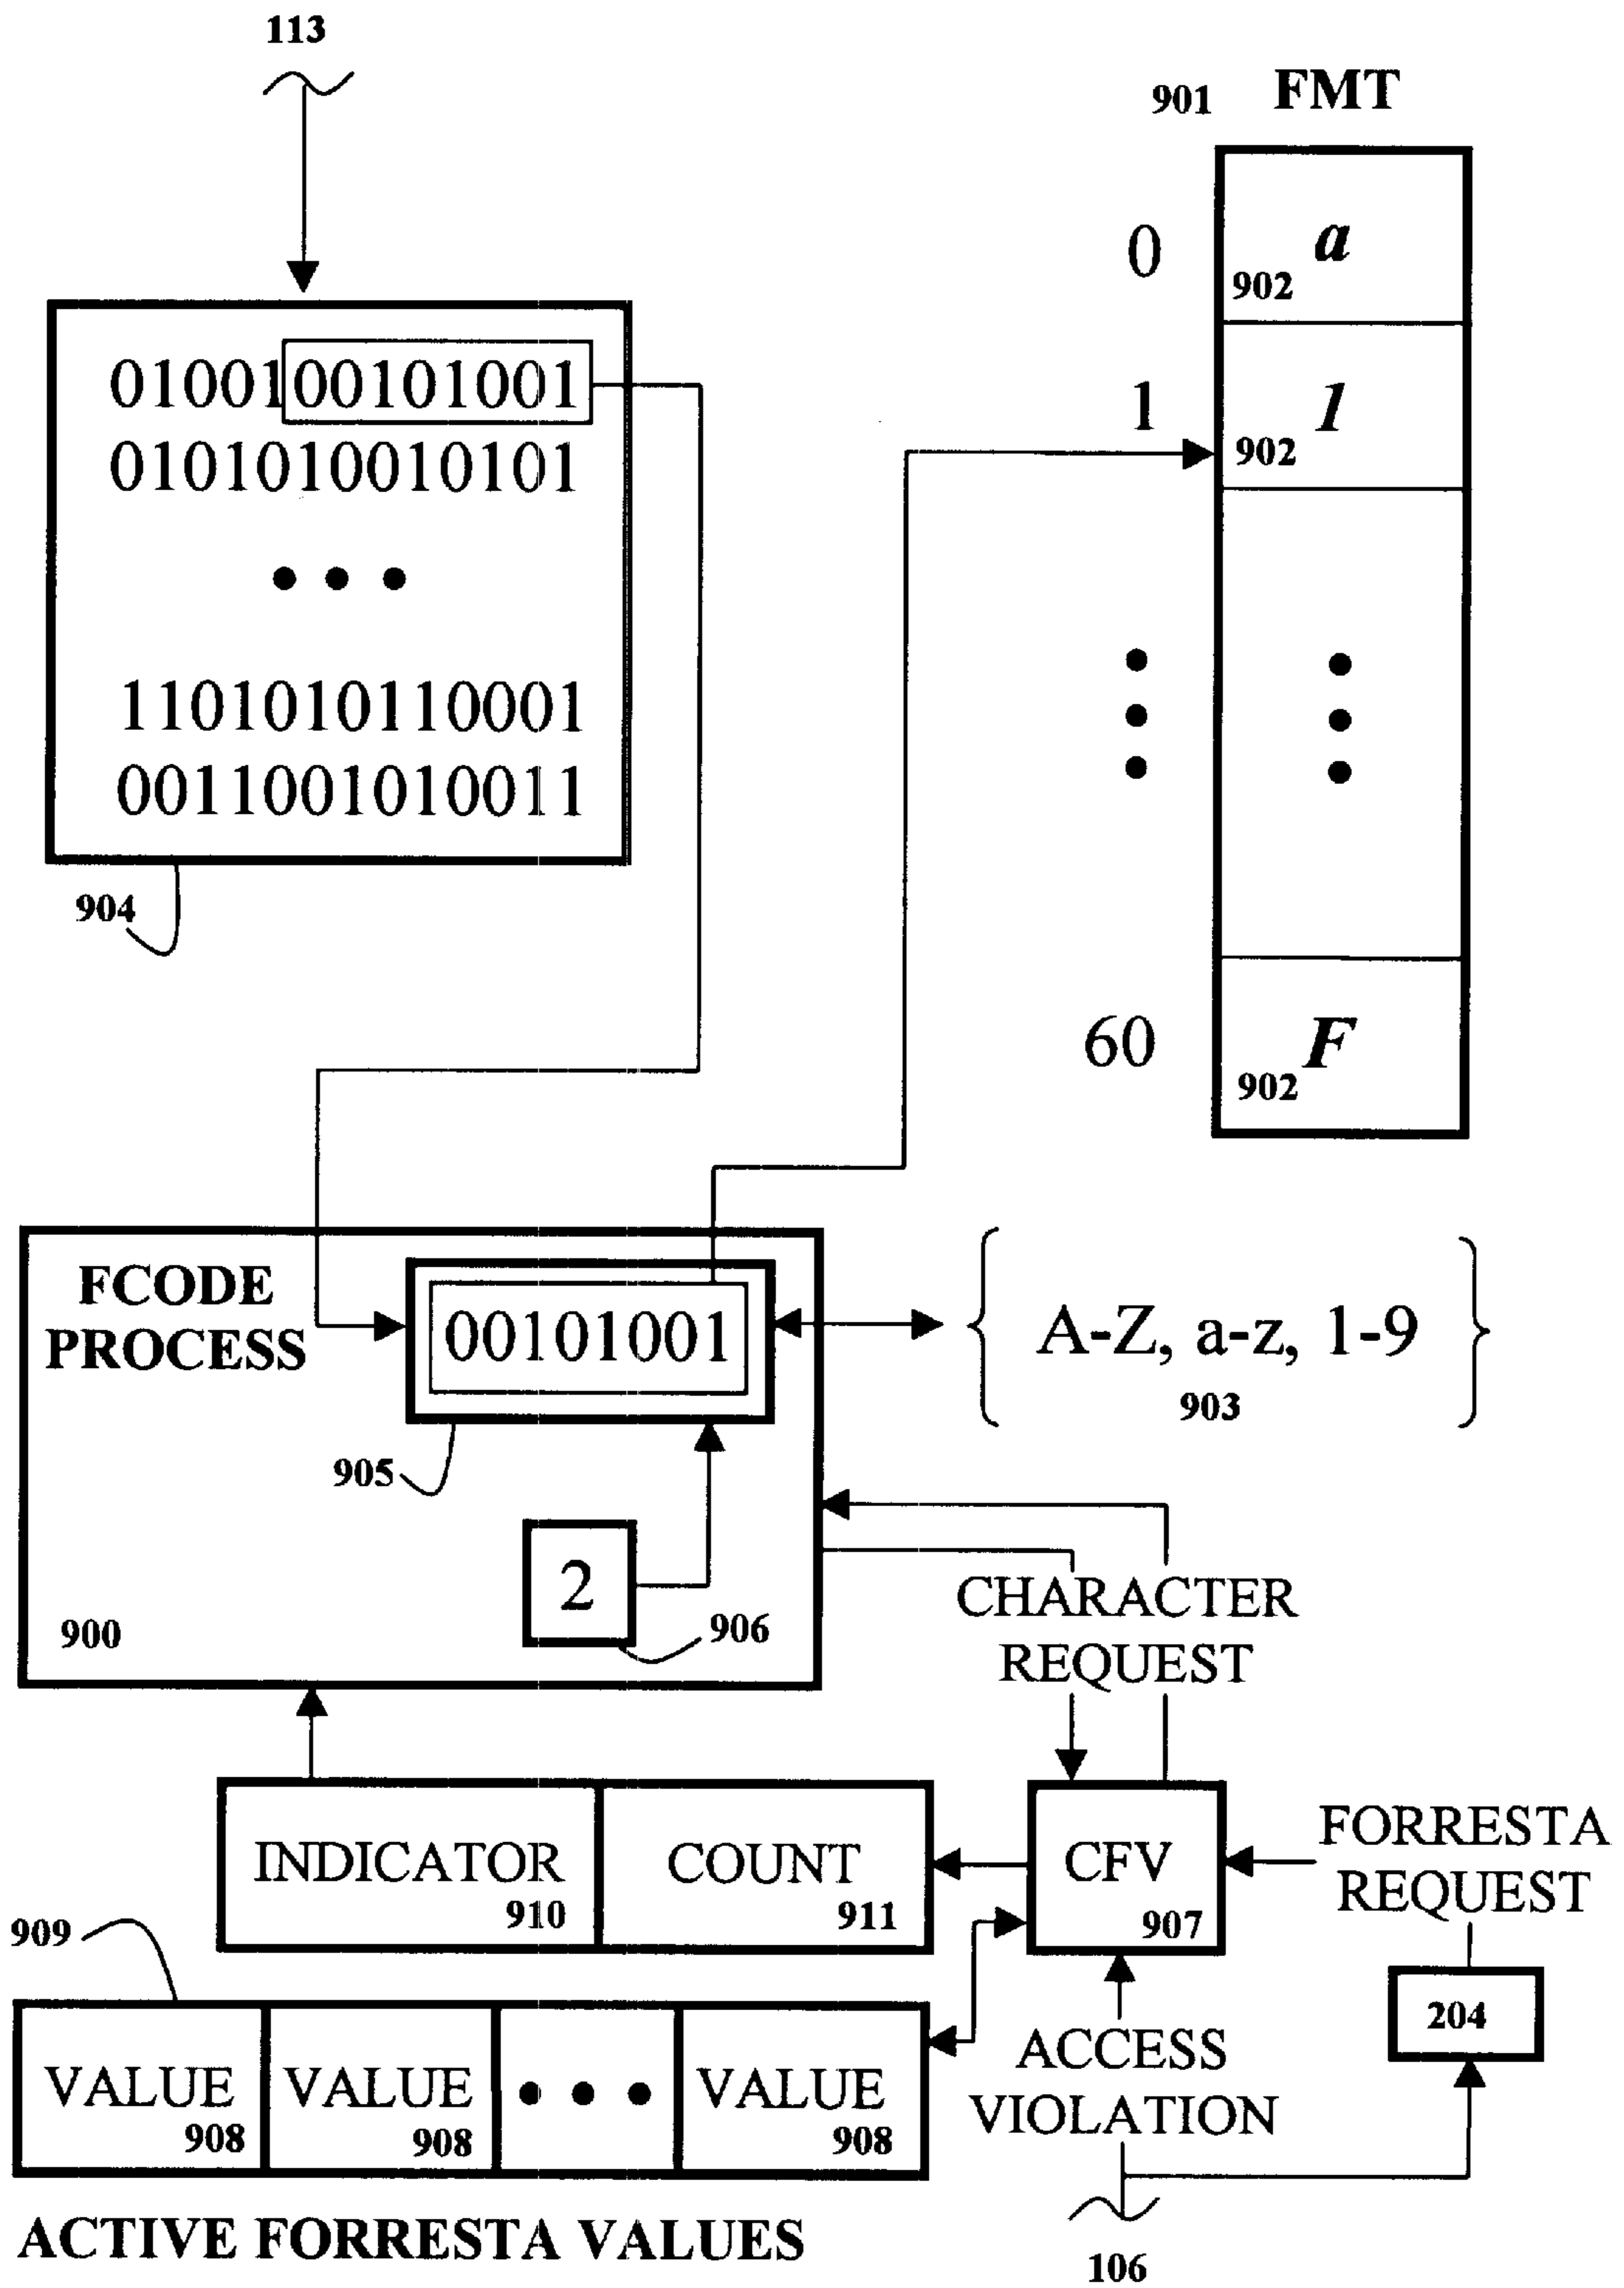 113
901 FMT
0 a
902
1 1
902
0100100101001
0101010010101
• • •
1101010110001
0011001010011
904
60 F
902
FCODE
PROCESS
00101001
{ A-Z, a-z, 1-9 }
903
905
2
906
900
CHARACTER
REQUEST
INDICATOR
910
COUNT
911
CFV
907
FORRESTA
REQUEST
204
909
VALUE
908
VALUE
908
• • •
VALUE
908
ACCESS
VIOLATION
ACTIVE FORRESTA VALUES
106